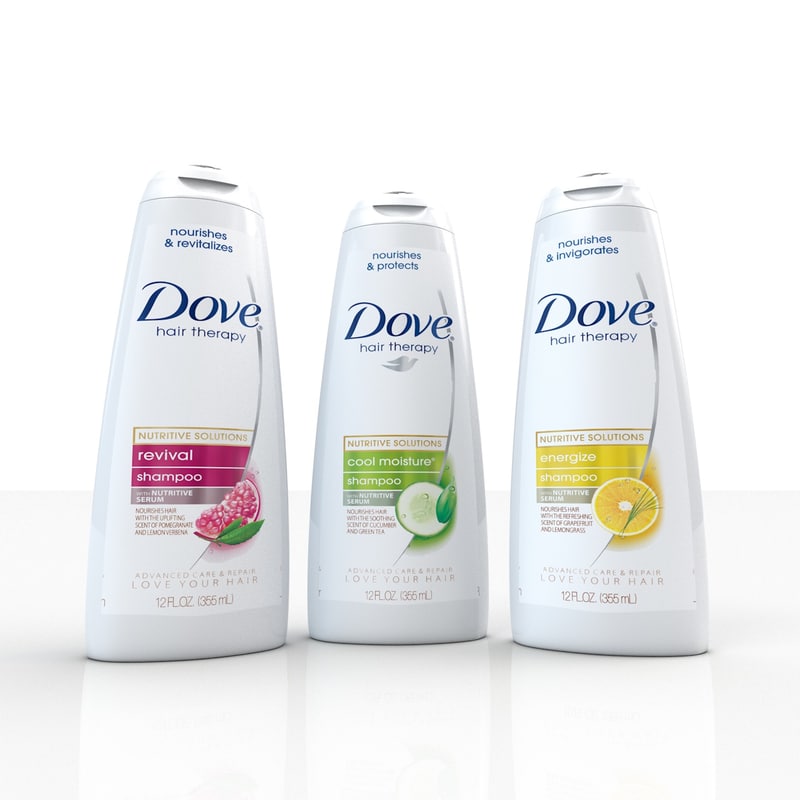 nourishes
& revitalizes
Dove®
hair therapy
NUTRITIVE SOLUTIONS
revival
shampoo
WITH NUTRITIVE
SERUM
NOURISHES HAIR
WITH THE UPLIFTING
SCENT OF POMEGRANATE
AND LEMON VERBENA
ADVANCED CARE & REPAIR
LOVE YOUR HAIR
12 FL.OZ. (355 mL)
nourishes
& protects
Dove®
hair therapy
NUTRITIVE SOLUTIONS
cool moisture®
shampoo
WITH NUTRITIVE
SERUM
NOURISHES HAIR
WITH THE SOOTHING
SCENT OF CUCUMBER
AND GREEN TEA
ADVANCED CARE & REPAIR
LOVE YOUR HAIR
12 FL.OZ. (355 mL)
nourishes
& invigorates
Dove®
hair therapy
NUTRITIVE SOLUTIONS
energize
shampoo
WITH NUTRITIVE
SERUM
NOURISHES HAIR
WITH THE REFRESHING
SCENT OF GRAPEFRUIT
AND LEMONGRASS
ADVANCED CARE & REPAIR
LOVE YOUR HAIR
12 FL.OZ. (355 mL)